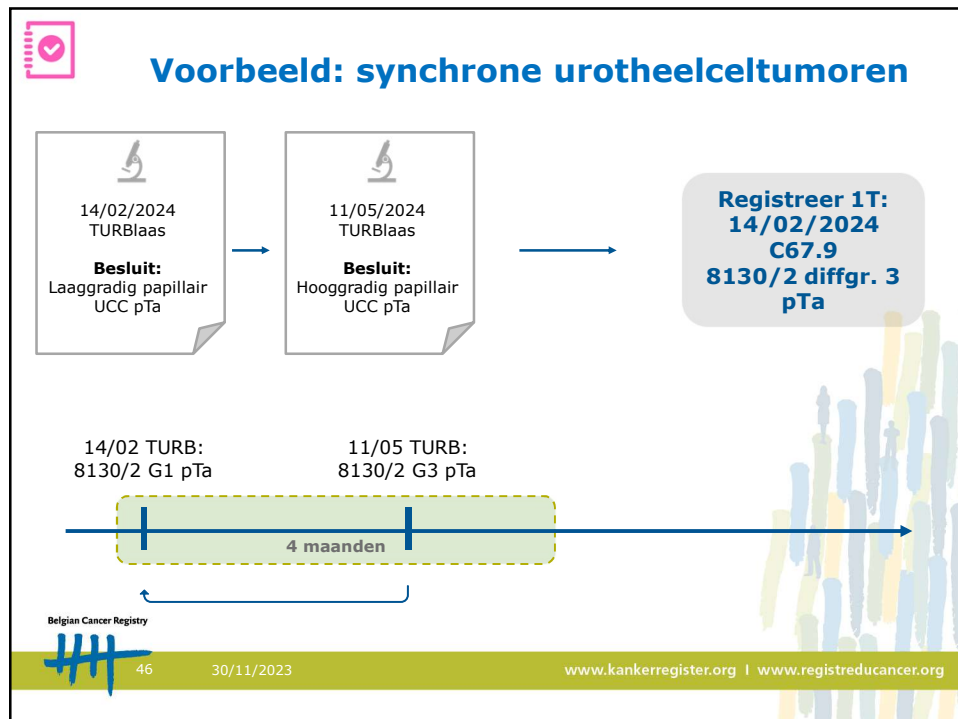 Voorbeeld: synchrone urotheelceltumoren
14/02/2024
TURBlaas
Besluit:
Laaggradig papillair
UCC pTa
11/05/2024
TURBlaas
Besluit:
Hooggradig papillair
UCC pTa
Registreer 1T:
14/02/2024
C67.9
8130/2 diffgr. 3
pTa
14/02 TURB:
8130/2 G1 pTa
11/05 TURB:
8130/2 G3 pTa
4 maanden
Belgian Cancer Registry
46
30/11/2023
www.kankerregister.org I www.registreducancer.org